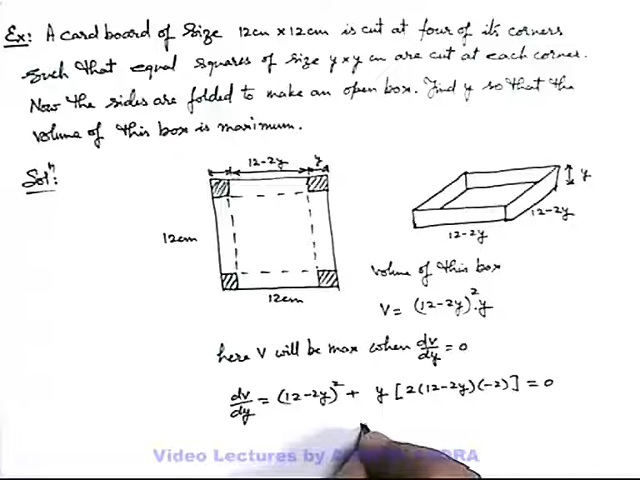 Ex: A card board of size 12cm × 12cm is cut at four of its corners
such that equal squares of size y×y cm are cut at each corner.
Now the sides are folded to make an open box. Find y so that the
volume of this box is maximum.
Solⁿ:
12-2y y
12cm
12cm
y
12-2y
12-2y
volume of this box
V = (12-2y)².y
here V will be max when dv/dy = 0
dv/dy = (12-2y)² + y [2(12-2y)(-2)] = 0
Video Lectures by